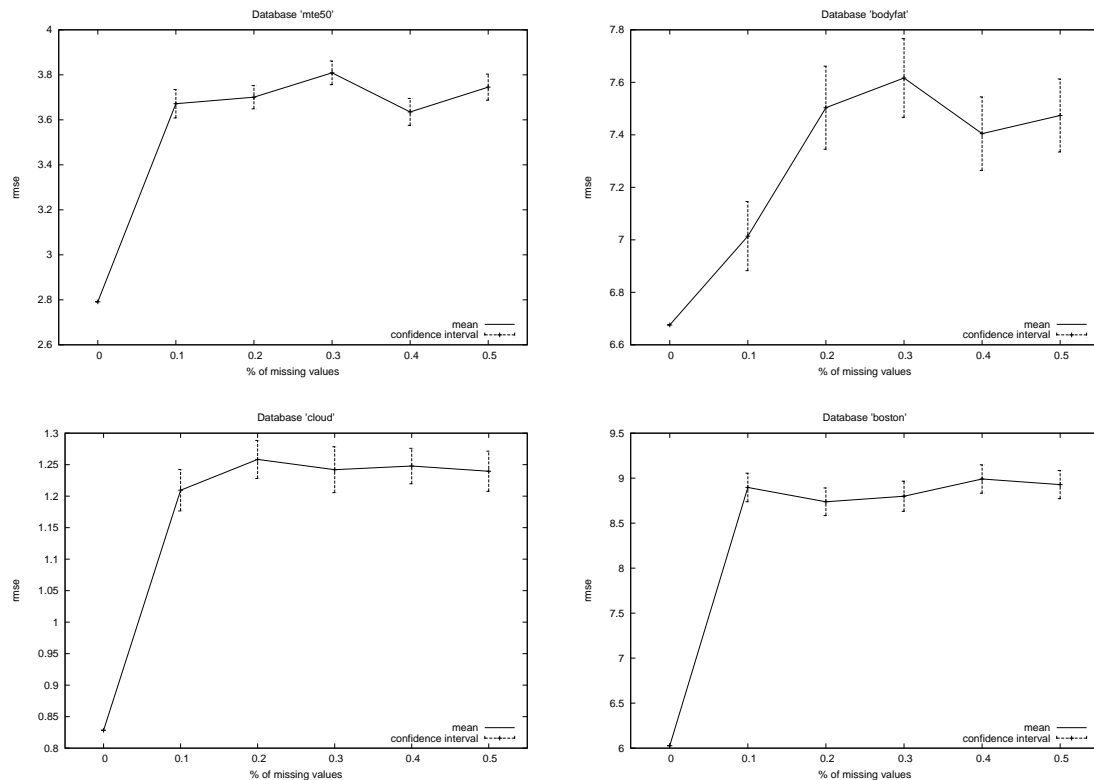 Database 'mte50'
4
3.8
3.6
3.4
3.2
3
2.8
2.6
rmse
mean
confidence interval
0 0.1 0.2 0.3 0.4 0.5
% of missing values
Database 'bodyfat'
7.8
7.6
7.4
7.2
7
6.8
6.6
rmse
mean
confidence interval
0 0.1 0.2 0.3 0.4 0.5
% of missing values
Database 'cloud'
1.3
1.25
1.2
1.15
1.1
1.05
1
0.95
0.9
0.85
0.8
rmse
mean
confidence interval
0 0.1 0.2 0.3 0.4 0.5
% of missing values
Database 'boston'
9.5
9
8.5
8
7.5
7
6.5
6
rmse
mean
confidence interval
0 0.1 0.2 0.3 0.4 0.5
% of missing values